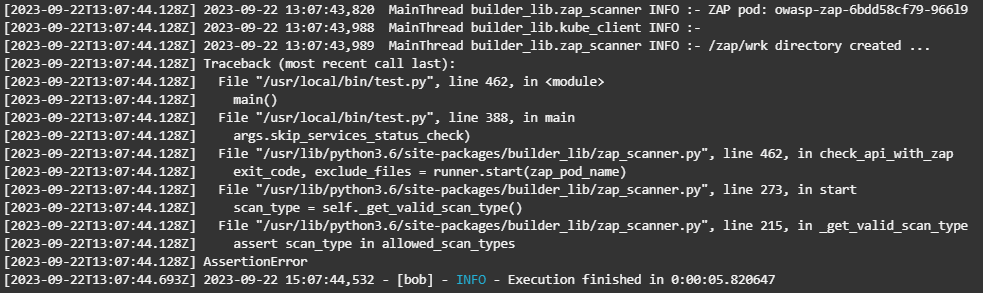 [2023-09-22T13:07:44.128Z] 2023-09-22 13:07:43,820  MainThread builder_lib.zap_scanner INFO :- ZAP pod: owasp-zap-6bdd58cf79-966l9
[2023-09-22T13:07:44.128Z] 2023-09-22 13:07:43,988  MainThread builder_lib.kube_client INFO :-
[2023-09-22T13:07:44.128Z] 2023-09-22 13:07:43,989  MainThread builder_lib.zap_scanner INFO :- /zap/wrk directory created ...
[2023-09-22T13:07:44.128Z] Traceback (most recent call last):
[2023-09-22T13:07:44.128Z]   File "/usr/local/bin/test.py", line 462, in <module>
[2023-09-22T13:07:44.128Z]     main()
[2023-09-22T13:07:44.128Z]   File "/usr/local/bin/test.py", line 388, in main
[2023-09-22T13:07:44.128Z]     args.skip_services_status_check)
[2023-09-22T13:07:44.128Z]   File "/usr/lib/python3.6/site-packages/builder_lib/zap_scanner.py", line 462, in check_api_with_zap
[2023-09-22T13:07:44.128Z]     exit_code, exclude_files = runner.start(zap_pod_name)
[2023-09-22T13:07:44.128Z]   File "/usr/lib/python3.6/site-packages/builder_lib/zap_scanner.py", line 273, in start
[2023-09-22T13:07:44.128Z]     scan_type = self._get_valid_scan_type()
[2023-09-22T13:07:44.128Z]   File "/usr/lib/python3.6/site-packages/builder_lib/zap_scanner.py", line 215, in _get_valid_scan_type
[2023-09-22T13:07:44.128Z]     assert scan_type in allowed_scan_types
[2023-09-22T13:07:44.128Z] AssertionError
[2023-09-22T13:07:44.693Z] 2023-09-22 15:07:44,532 - [bob] - INFO - Execution finished in 0:00:05.820647